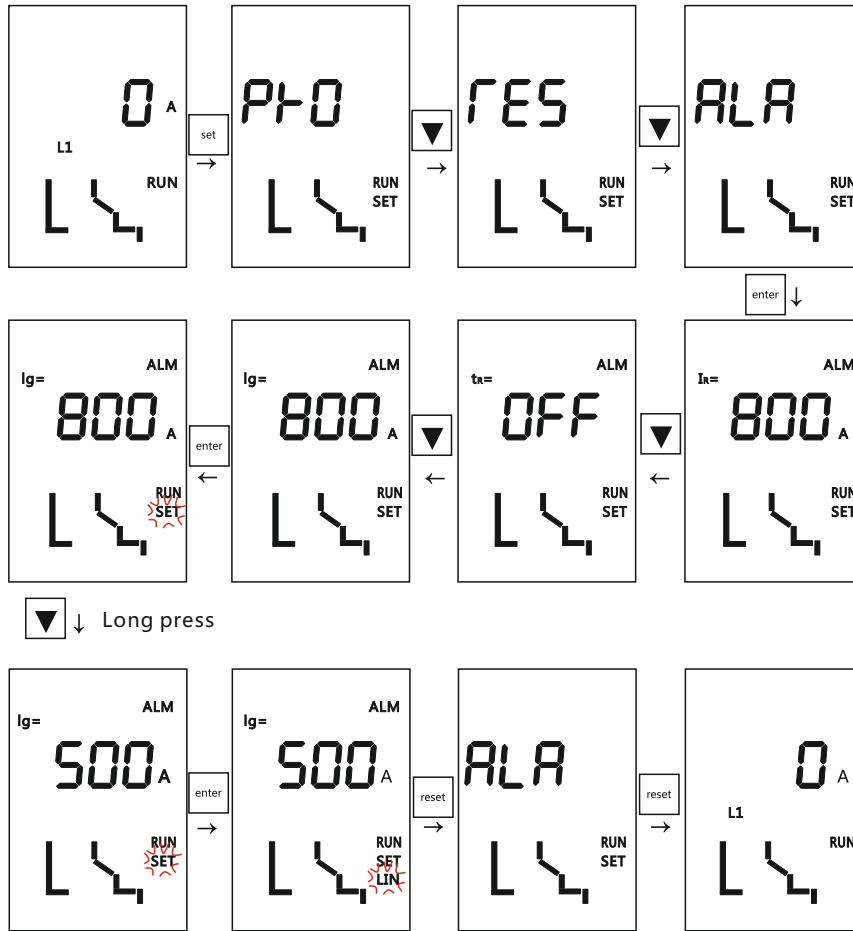 0 A
L1
RUN
set
→
PrO
RUN
SET
▼
→
rES
RUN
SET
▼
→
ALA
RUN
SET
enter ↓
ALM
Ig=
800 A
RUN
SET
enter
←
ALM
Ig=
800 A
RUN
SET
▼
←
ALM
tR=
OFF
RUN
SET
▼
←
ALM
IR=
800 A
RUN
SET
▼ ↓ Long press
ALM
Ig=
500 A
RUN
SET
enter
→
ALM
Ig=
500 A
RUN
SET
LIN
reset
→
ALA
RUN
SET
reset
→
0 A
L1
RUN